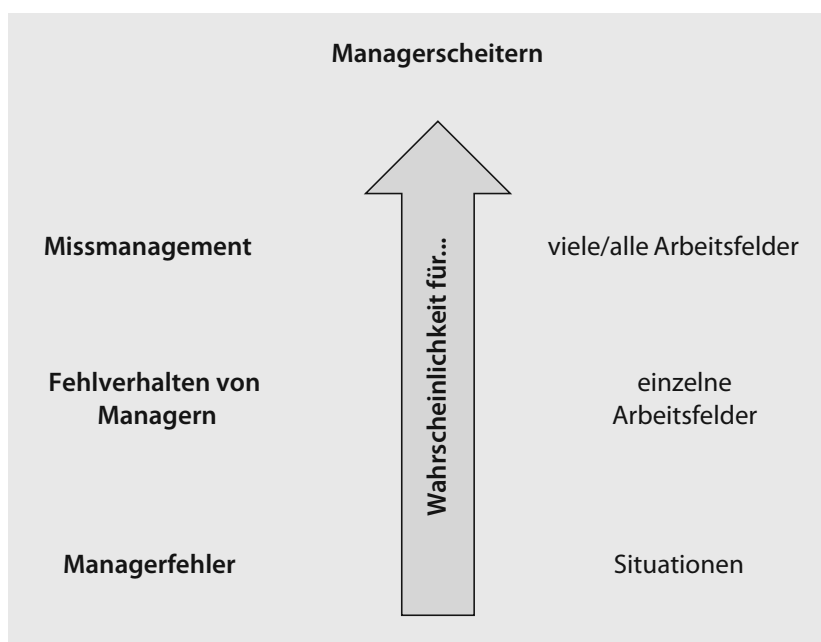 Managerscheitern
Missmanagement
Wahrscheinlichkeit für...
viele/alle Arbeitsfelder
Fehlverhalten von
Managern
einzelne
Arbeitsfelder
Managerfehler
Situationen